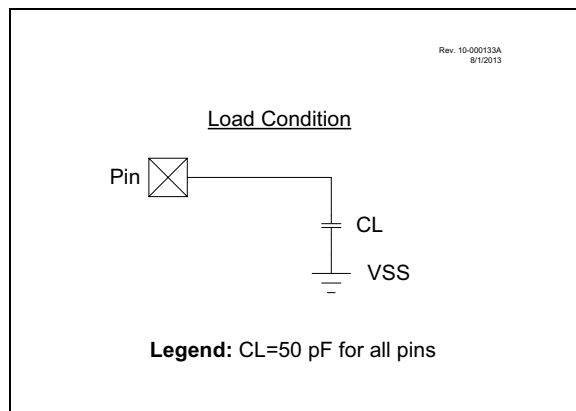 Rev. 10-000133A
8/1/2013
Load Condition
Pin
CL
VSS
Legend: CL=50 pF for all pins